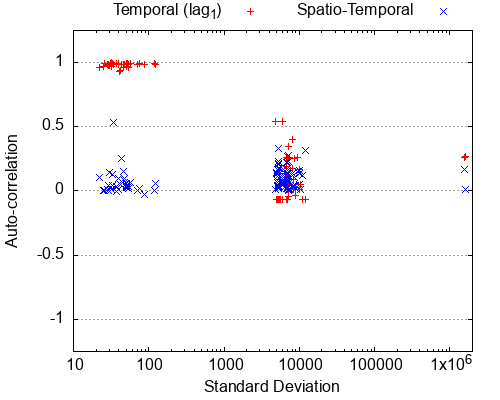 Temporal (lag1) Spatio-Temporal
1
0.5
0
-0.5
-1
Auto-correlation
10 100 1000 10000 100000 1x10^6
Standard Deviation